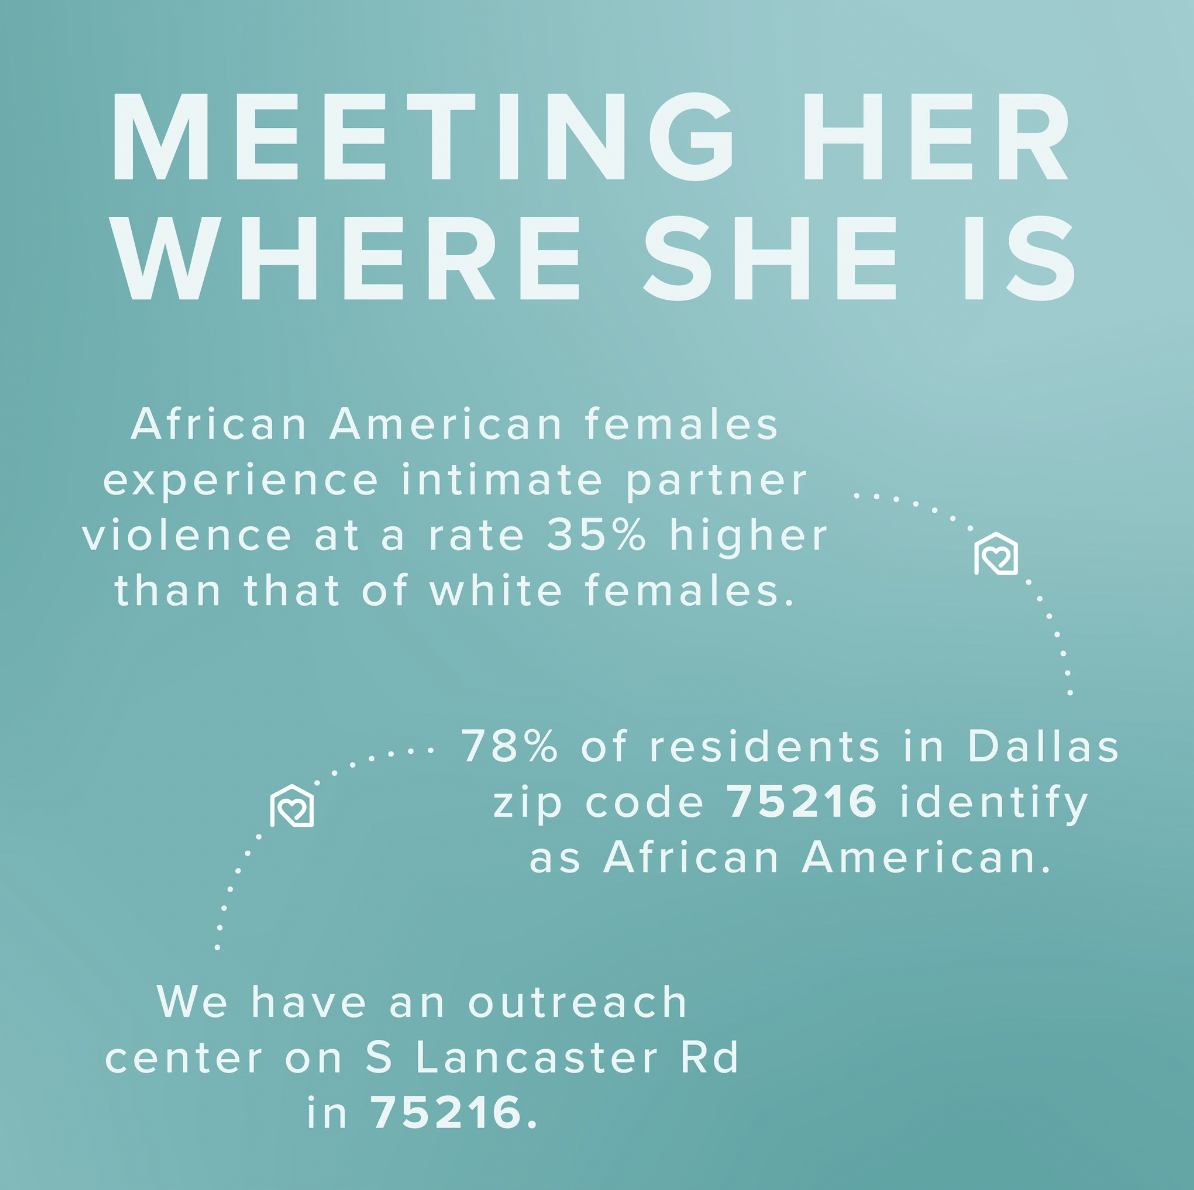 MEETING HER
WHERE SHE IS
African American females
experience intimate partner
violence at a rate 35% higher
than that of white females.
78% of residents in Dallas
zip code 75216 identify
as African American.
We have an outreach
center on S Lancaster Rd
in 75216.